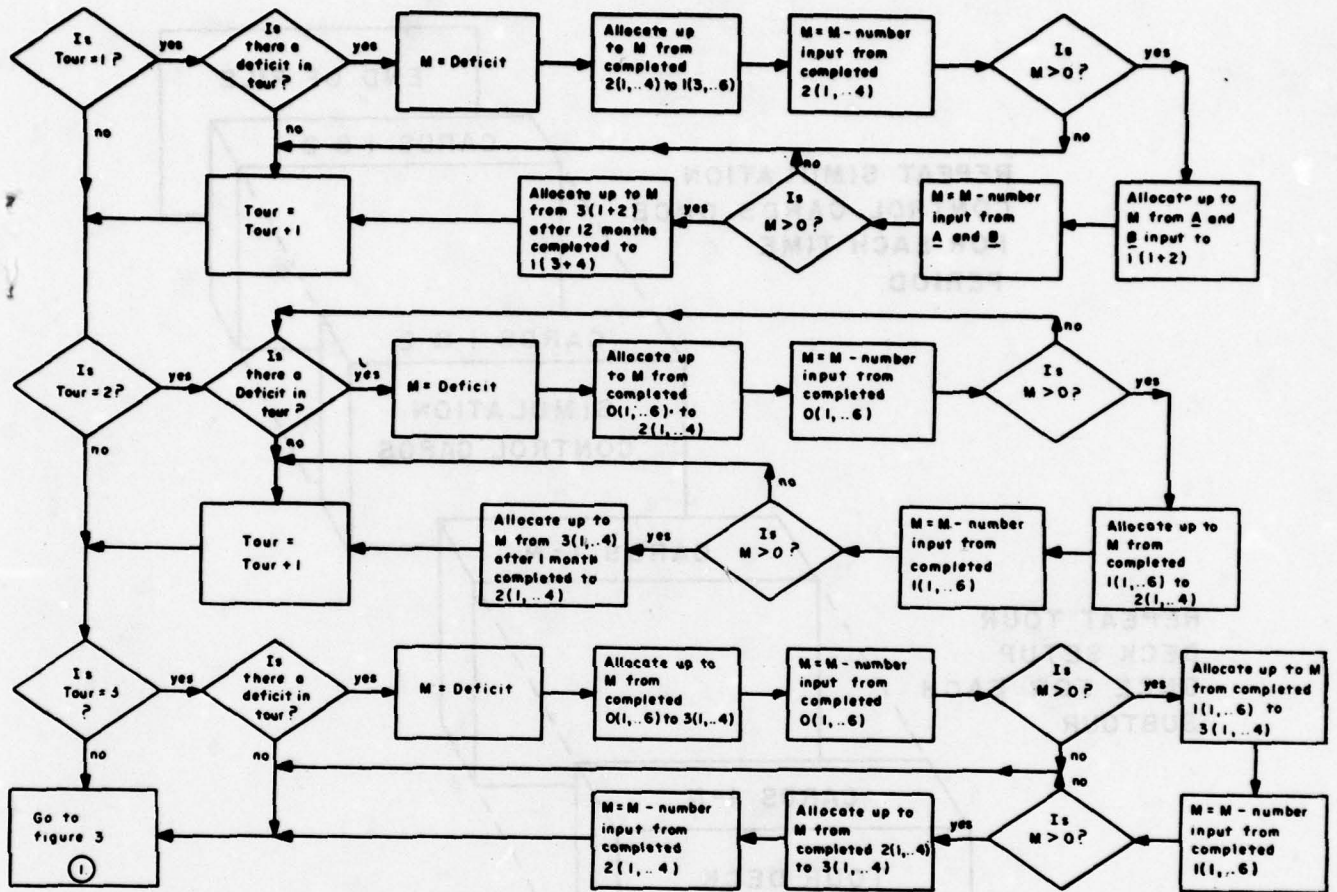 Is
Tour = 1 ?
yes
Is
there a
deficit in
tour?
yes
M = Deficit
Allocate
up
to M from
completed
2(1,..4) to 1(3,..6)
M = M - number
input from
completed
2(1,..4)
Is
M > 0 ?
yes
no
no
no
no
Tour =
Tour + 1
Allocate up to M
from 3(1+2)
after 12 months
completed to
1(3+4)
yes
Is
M > 0 ?
M = M - number
input from
A and B
Allocate up to
M from A and
B input to
1(1+2)
no
Is
Tour = 2?
yes
Is
there a
Deficit in
tour?
yes
M = Deficit
Allocate up
to M from
completed
0(1,..6) to
2(1,..4)
M = M - number
input from
completed
0(1,..6)
Is
M > 0 ?
yes
no
no
no
Tour =
Tour + 1
Allocate up to
M from 3(1,..4)
after 1 month
completed to
2(1,..4)
yes
Is
M > 0 ?
M = M - number
input from
completed
1(1,..6)
Allocate up to
M from
completed
1(1,..6) to
2(1,..4)
Is
Tour = 3
?
yes
Is
there a
deficit in
tour?
yes
M = Deficit
Allocate up to
M from
completed
0(1,..6) to 3(1,..4)
M = M - number
input from
completed
0(1,..6)
Is
M > 0 ?
yes
Allocate up to M
from completed
1(1,..6) to
3(1,..4)
no
no
no
no
Go to
figure 3
1
M = M - number
input from
completed
2(1,..4)
Allocate up to
M from
completed 2(1,..4)
to 3(1,..4)
yes
Is
M > 0 ?
M = M - number
input from
completed
1(1,..6)